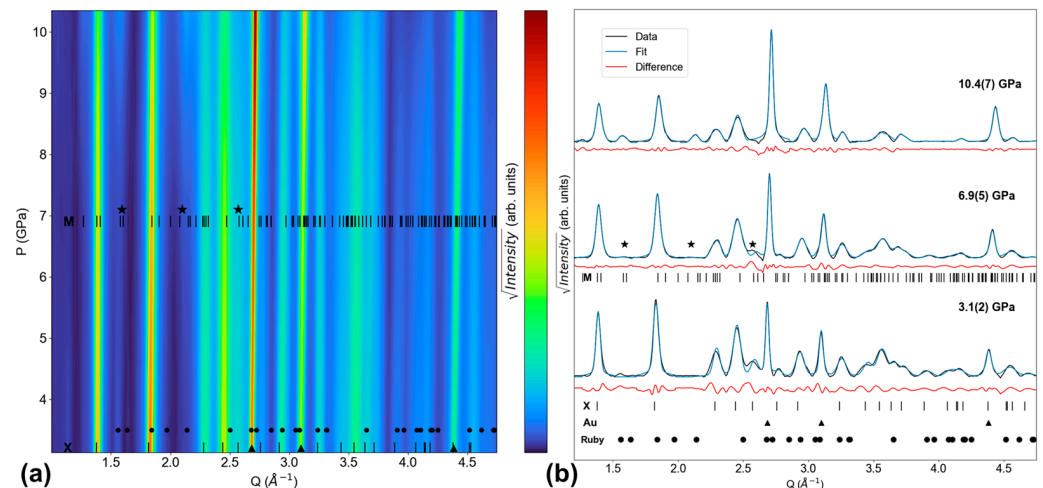 10
9
8
7
6
5
4
P (GPa)
M
X
1.5 2.0 2.5 3.0 3.5 4.0 4.5
Q (Å⁻¹)
(a)
√Intensity (arb. units)
√Intensity (arb. units)
Data
Fit
Difference
10.4(7) GPa
6.9(5) GPa
M
3.1(2) GPa
X
Au
Ruby
1.5 2.0 2.5 3.0 3.5 4.0 4.5
Q (Å⁻¹)
(b)